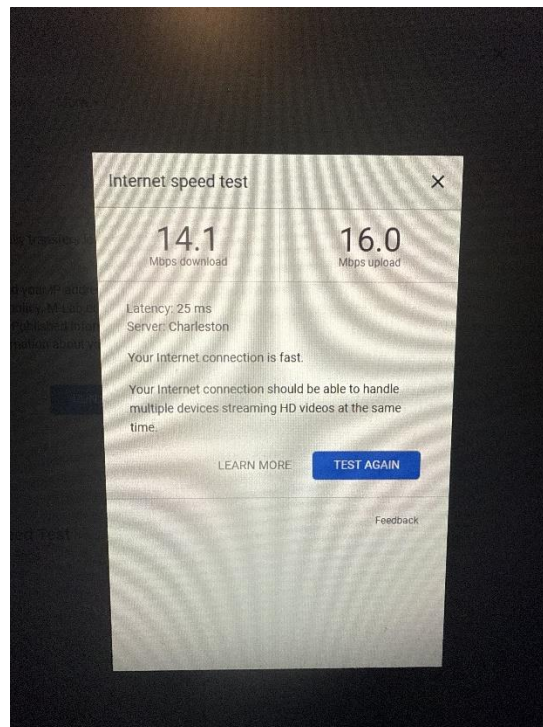 Internet speed test ✕
14.1 16.0
Mbps download Mbps upload
Latency: 25 ms
Server: Charleston
Your Internet connection is fast.
Your Internet connection should be able to handle
multiple devices streaming HD videos at the same
time.
LEARN MORE TEST AGAIN
Feedback